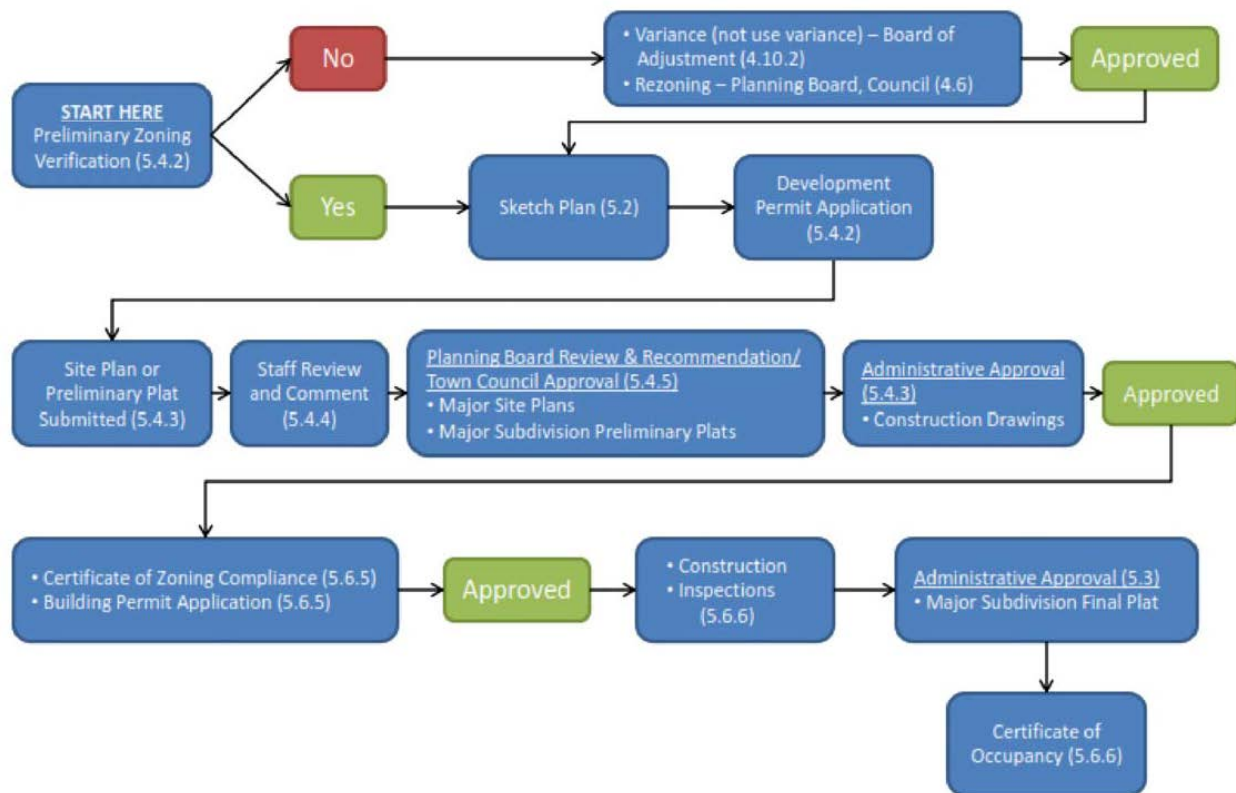 No
• Variance (not use variance) – Board of
Adjustment (4.10.2)
• Rezoning – Planning Board, Council (4.6)
Approved
START HERE
Preliminary Zoning
Verification (5.4.2)
Yes
Sketch Plan (5.2)
Development
Permit Application
(5.4.2)
Site Plan or
Preliminary Plat
Submitted (5.4.3)
Staff Review
and Comment
(5.4.4)
Planning Board Review & Recommendation/
Town Council Approval (5.4.5)
• Major Site Plans
• Major Subdivision Preliminary Plats
Administrative Approval
(5.4.3)
• Construction Drawings
Approved
• Certificate of Zoning Compliance (5.6.5)
• Building Permit Application (5.6.5)
Approved
• Construction
• Inspections
(5.6.6)
Administrative Approval (5.3)
• Major Subdivision Final Plat
Certificate of
Occupancy (5.6.6)